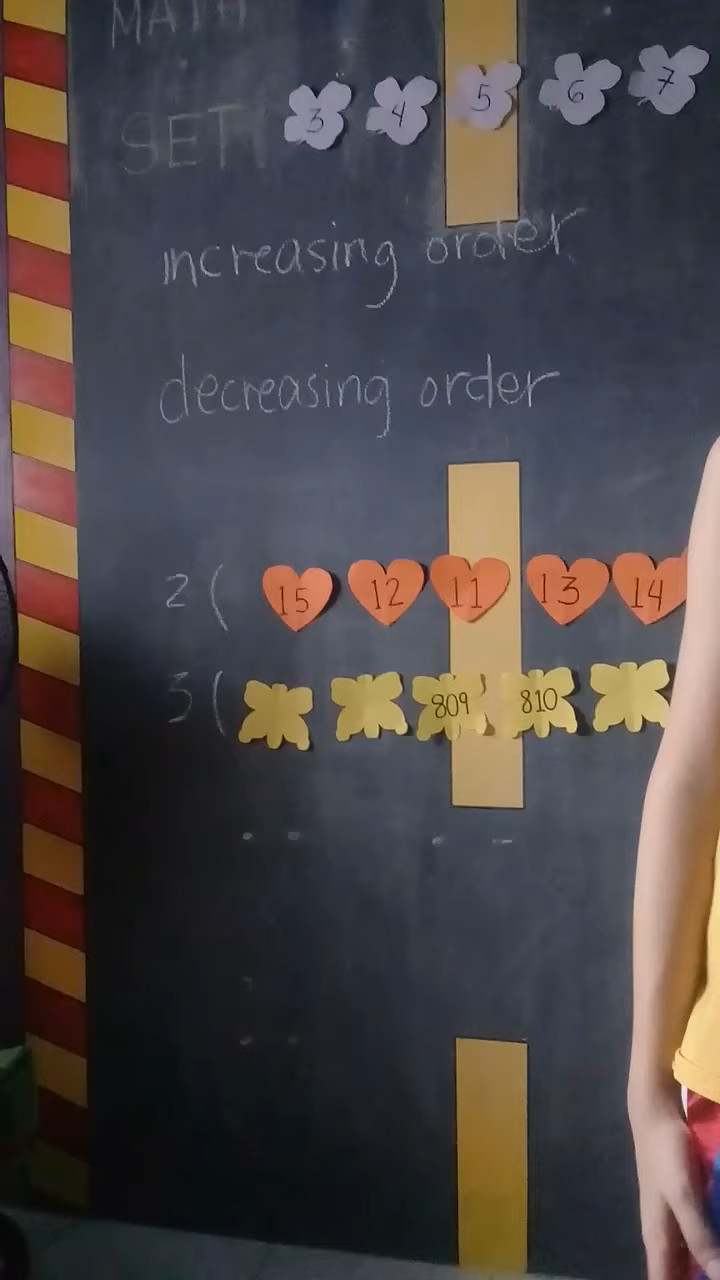 MATH
SET 3 4 5 6 7
increasing order
decreasing order
2( 15 12 11 13 14
3( 809 810